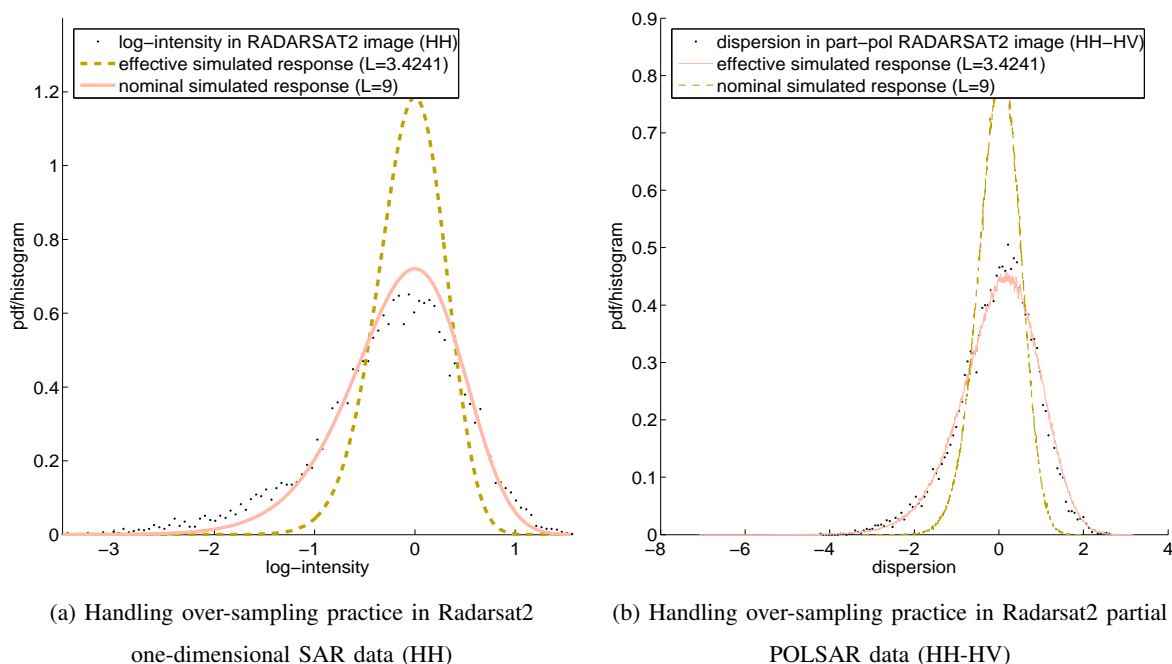 log−intensity in RADARSAT2 image (HH)
effective simulated response (L=3.4241)
nominal simulated response (L=9)
1.2
1
0.8
0.6
0.4
0.2
0
pdf/histogram
−3
−2
−1
0
1
log−intensity
(a) Handling over-sampling practice in Radarsat2
one-dimensional SAR data (HH)
dispersion in part−pol RADARSAT2 image (HH−HV)
effective simulated response (L=3.4241)
nominal simulated response (L=9)
0.9
0.8
0.7
0.6
0.5
0.4
0.3
0.2
0.1
0
pdf/histogram
−8
−6
−4
−2
0
2
4
dispersion
(b) Handling over-sampling practice in Radarsat2 partial
POLSAR data (HH-HV)